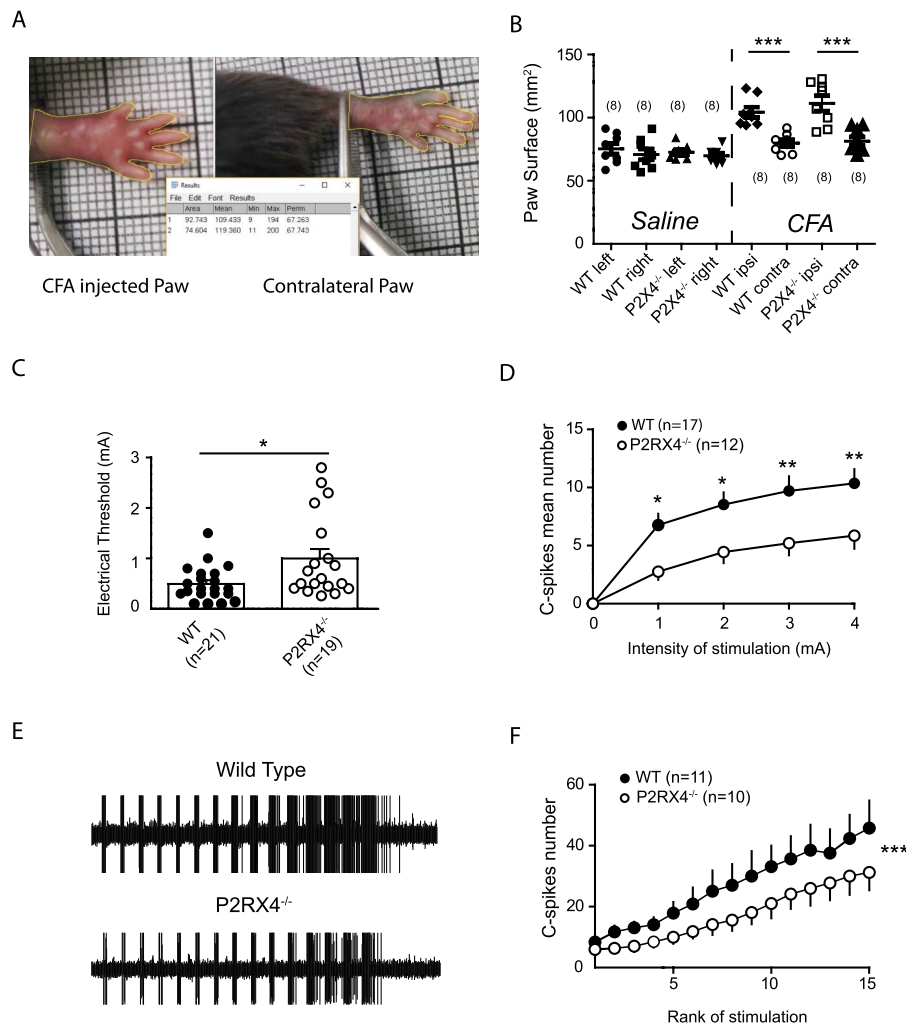 A
Results
File Edit Font Results
Area Mean Min Max Perim.
1 92.743 109.433 9 194 67.263
2 74.604 119.360 11 200 67.743
CFA injected Paw
Contralateral Paw
B
Paw Surface (mm²)
150
100
50
0
*** ***
(8) (8) (8) (8)
(8) (8) (8) (8)
Saline
CFA
WT left
WT right
P2X4-/- left
P2X4-/- right
WT ipsi
WT contra
P2X4-/- ipsi
P2X4-/- contra
C
Electrical Threshold (mA)
3
2
1
0
*
WT
(n=21)
P2RX4-/-
(n=19)
D
C-spikes mean number
15
10
5
0
WT (n=17)
P2RX4-/- (n=12)
* * ** **
0 1 2 3 4
Intensity of stimulation (mA)
E
Wild Type
P2RX4-/-
F
C-spikes number
60
40
20
0
WT (n=11)
P2RX4-/- (n=10)
***
5 10 15
Rank of stimulation